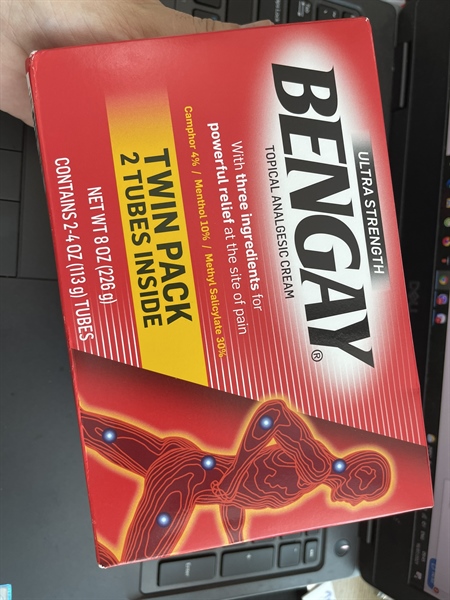 ULTRA STRENGTH
BENGAY®
TOPICAL ANALGESIC CREAM
With three ingredients for
powerful relief at the site of pain
Camphor 4% / Menthol 10% / Methyl Salicylate 30%
TWIN PACK
2 TUBES INSIDE
NET WT 8 OZ (226 g)
CONTAINS 2-4 OZ (113 g) TUBES
Enter